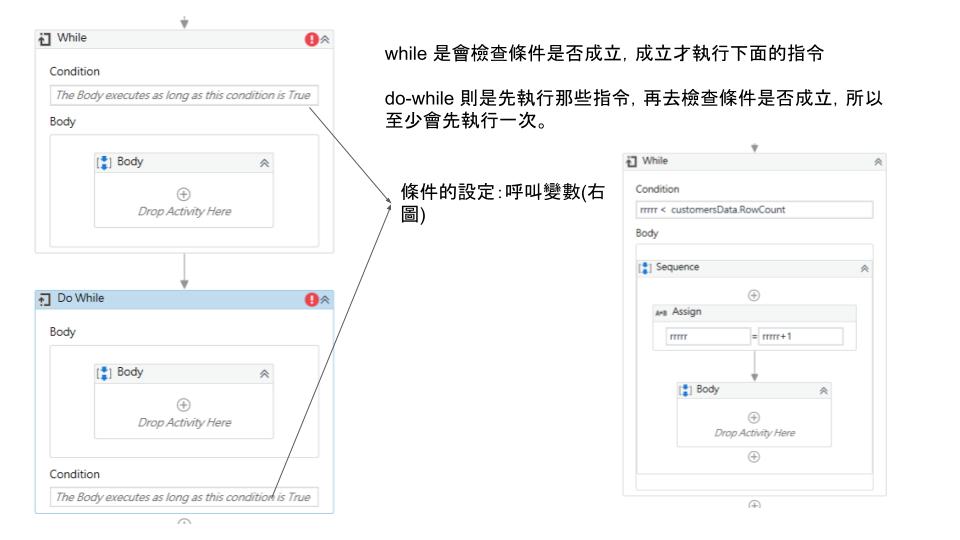 While
Condition
The Body executes as long as this condition is True
Body
Body
Drop Activity Here
Do While
Body
Body
Drop Activity Here
Condition
The Body executes as long as this condition is True
while 是會檢查條件是否成立, 成立才執行下面的指令
do-while 則是先執行那些指令, 再去檢查條件是否成立, 所以
至少會先執行一次。
條件的設定:呼叫變數(右
圖)
While
Condition
rrrrr < customersData.RowCount
Body
Sequence
A*B Assign
rrrrr = rrrrr+1
Body
Drop Activity Here